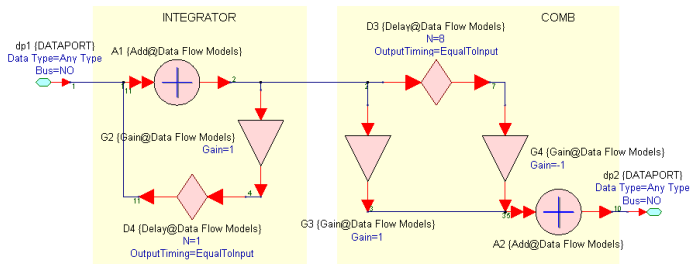 INTEGRATOR
COMB
dp1 {DATAPORT}
Data Type=Any Type
Bus=NO
A1 {Add@Data Flow Models}
D3 {Delay@Data Flow Models}
N=8
OutputTiming=EqualToInput
1
11
2
2
7
G2 {Gain@Data Flow Models}
Gain=1
G4 {Gain@Data Flow Models}
Gain=-1
dp2 {DATAPORT}
Data Type=Any Type
Bus=NO
11
4
3
10
D4 {Delay@Data Flow Models}
N=1
OutputTiming=EqualToInput
G3 {Gain@Data Flow Models}
Gain=1
A2 {Add@Data Flow Models}